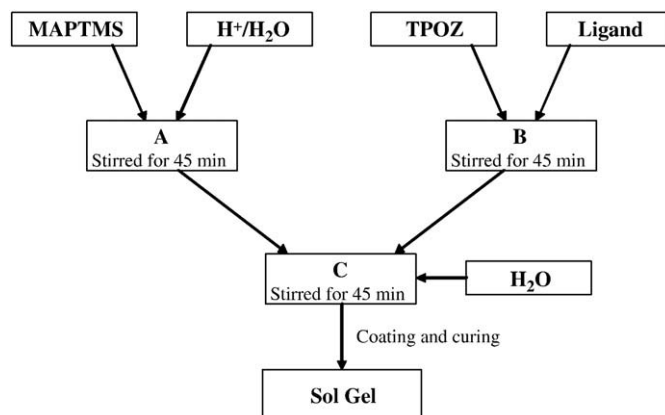 MAPTMS
H⁺/H₂O
TPOZ
Ligand
A
Stirred for 45 min
B
Stirred for 45 min
C
Stirred for 45 min
H₂O
Coating and curing
Sol Gel